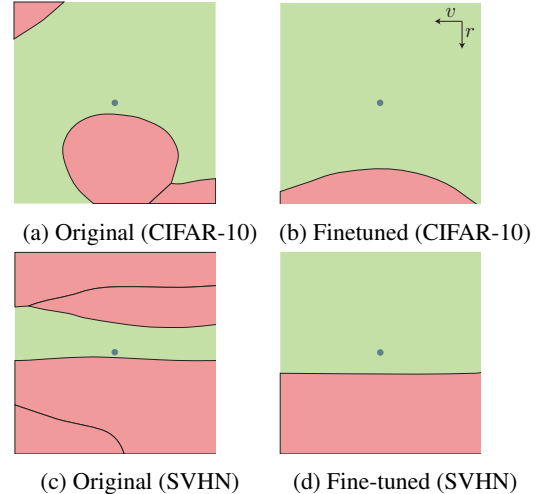 v
r
(a) Original (CIFAR-10)
(b) Finetuned (CIFAR-10)
(c) Original (SVHN)
(d) Fine-tuned (SVHN)